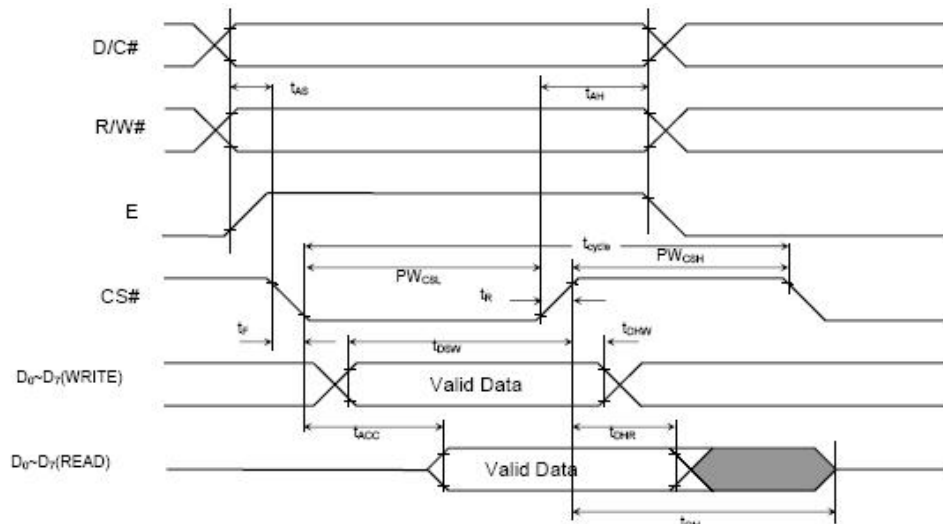 D/C#
tAS
tAH
R/W#
E
tcycle
PWCSL
PWCSH
CS#
tR
tF
tDSW
tDHW
D0~D7(WRITE)
Valid Data
tACC
tDHR
D0~D7(READ)
Valid Data